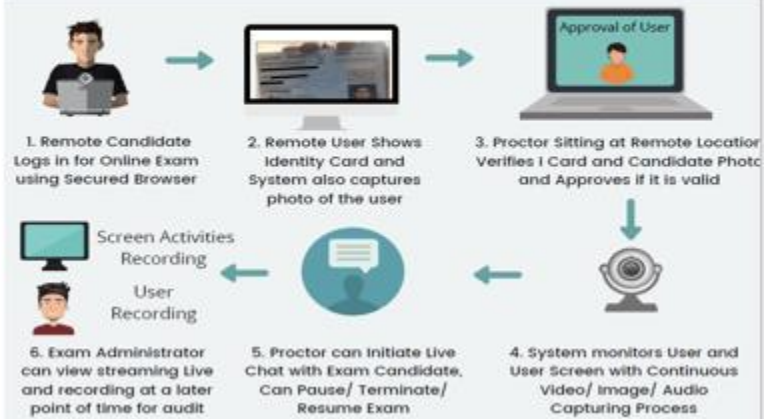 Approval of User
1. Remote Candidate
Logs in for Online Exam
using Secured Browser
2. Remote User Shows
Identity Card and
System also captures
photo of the user
3. Proctor Sitting at Remote Location
Verifies I Card and Candidate Photo
and Approves if it is valid
4. System monitors User and
User Screen with Continuous
Video/ Image/ Audio
Capturing Process
5. Proctor can Initiate Live
Chat with Exam Candidate,
Can Pause/ Terminate/
Resume Exam
Screen Activities
Recording
User
Recording
6. Exam Administrator
can view streaming Live
and recording at a later
point of time for audit